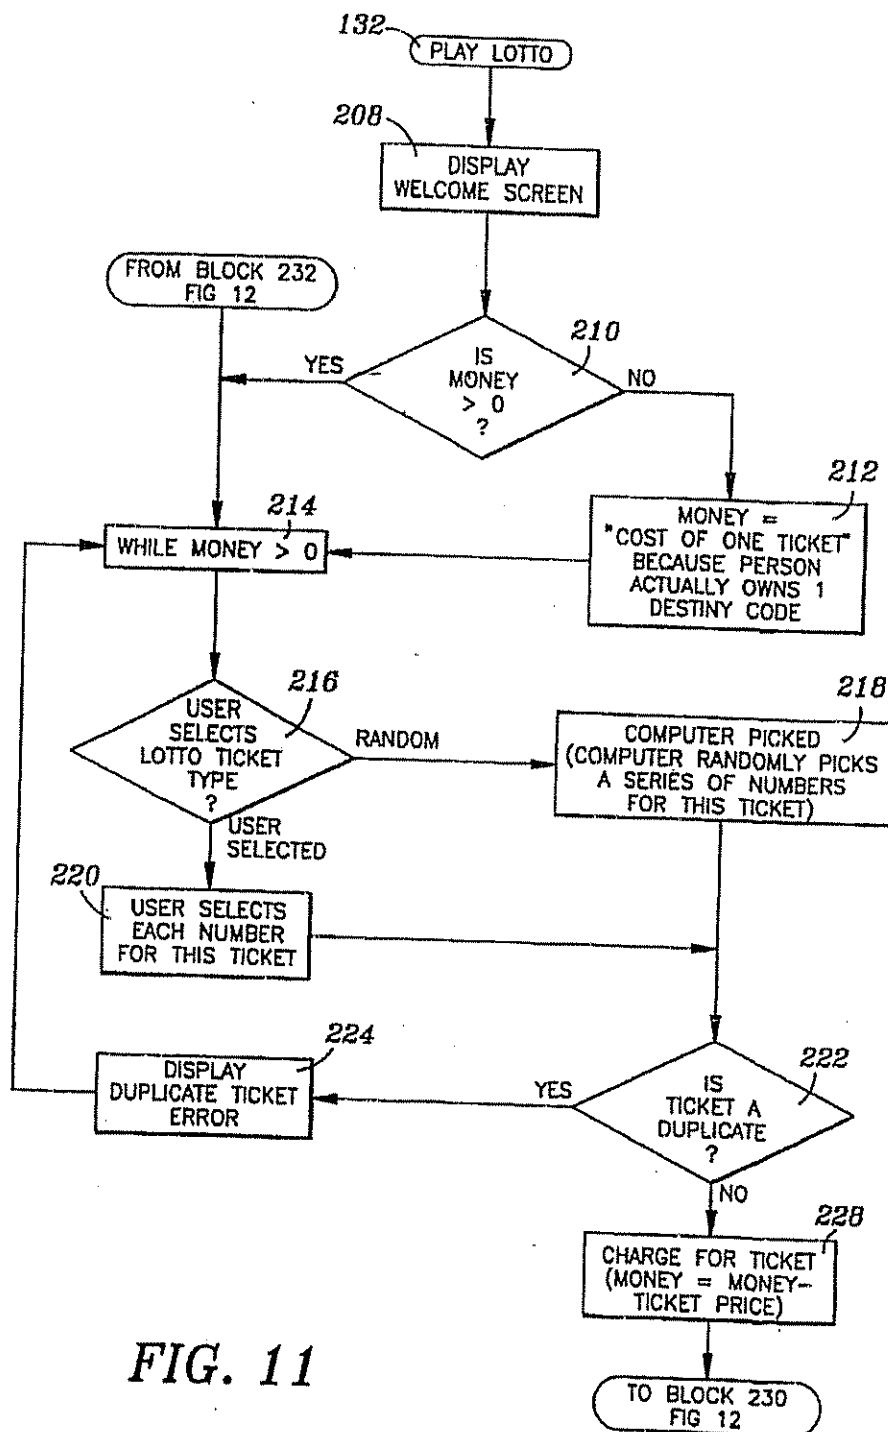 132
PLAY LOTTO
208
DISPLAY
WELCOME SCREEN
FROM BLOCK 232
FIG 12
210
IS
MONEY
> 0
?
YES
NO
212
MONEY =
"COST OF ONE TICKET"
BECAUSE PERSON
ACTUALLY OWNS 1
DESTINY CODE
214
WHILE MONEY > 0
216
USER
SELECTS
LOTTO TICKET
TYPE
?
RANDOM
USER
SELECTED
218
COMPUTER PICKED
(COMPUTER RANDOMLY PICKS
A SERIES OF NUMBERS
FOR THIS TICKET)
220
USER SELECTS
EACH NUMBER
FOR THIS TICKET
222
IS
TICKET A
DUPLICATE
?
YES
NO
224
DISPLAY
DUPLICATE TICKET
ERROR
228
CHARGE FOR TICKET
(MONEY = MONEY-
TICKET PRICE)
TO BLOCK 230
FIG 12
FIG. 11